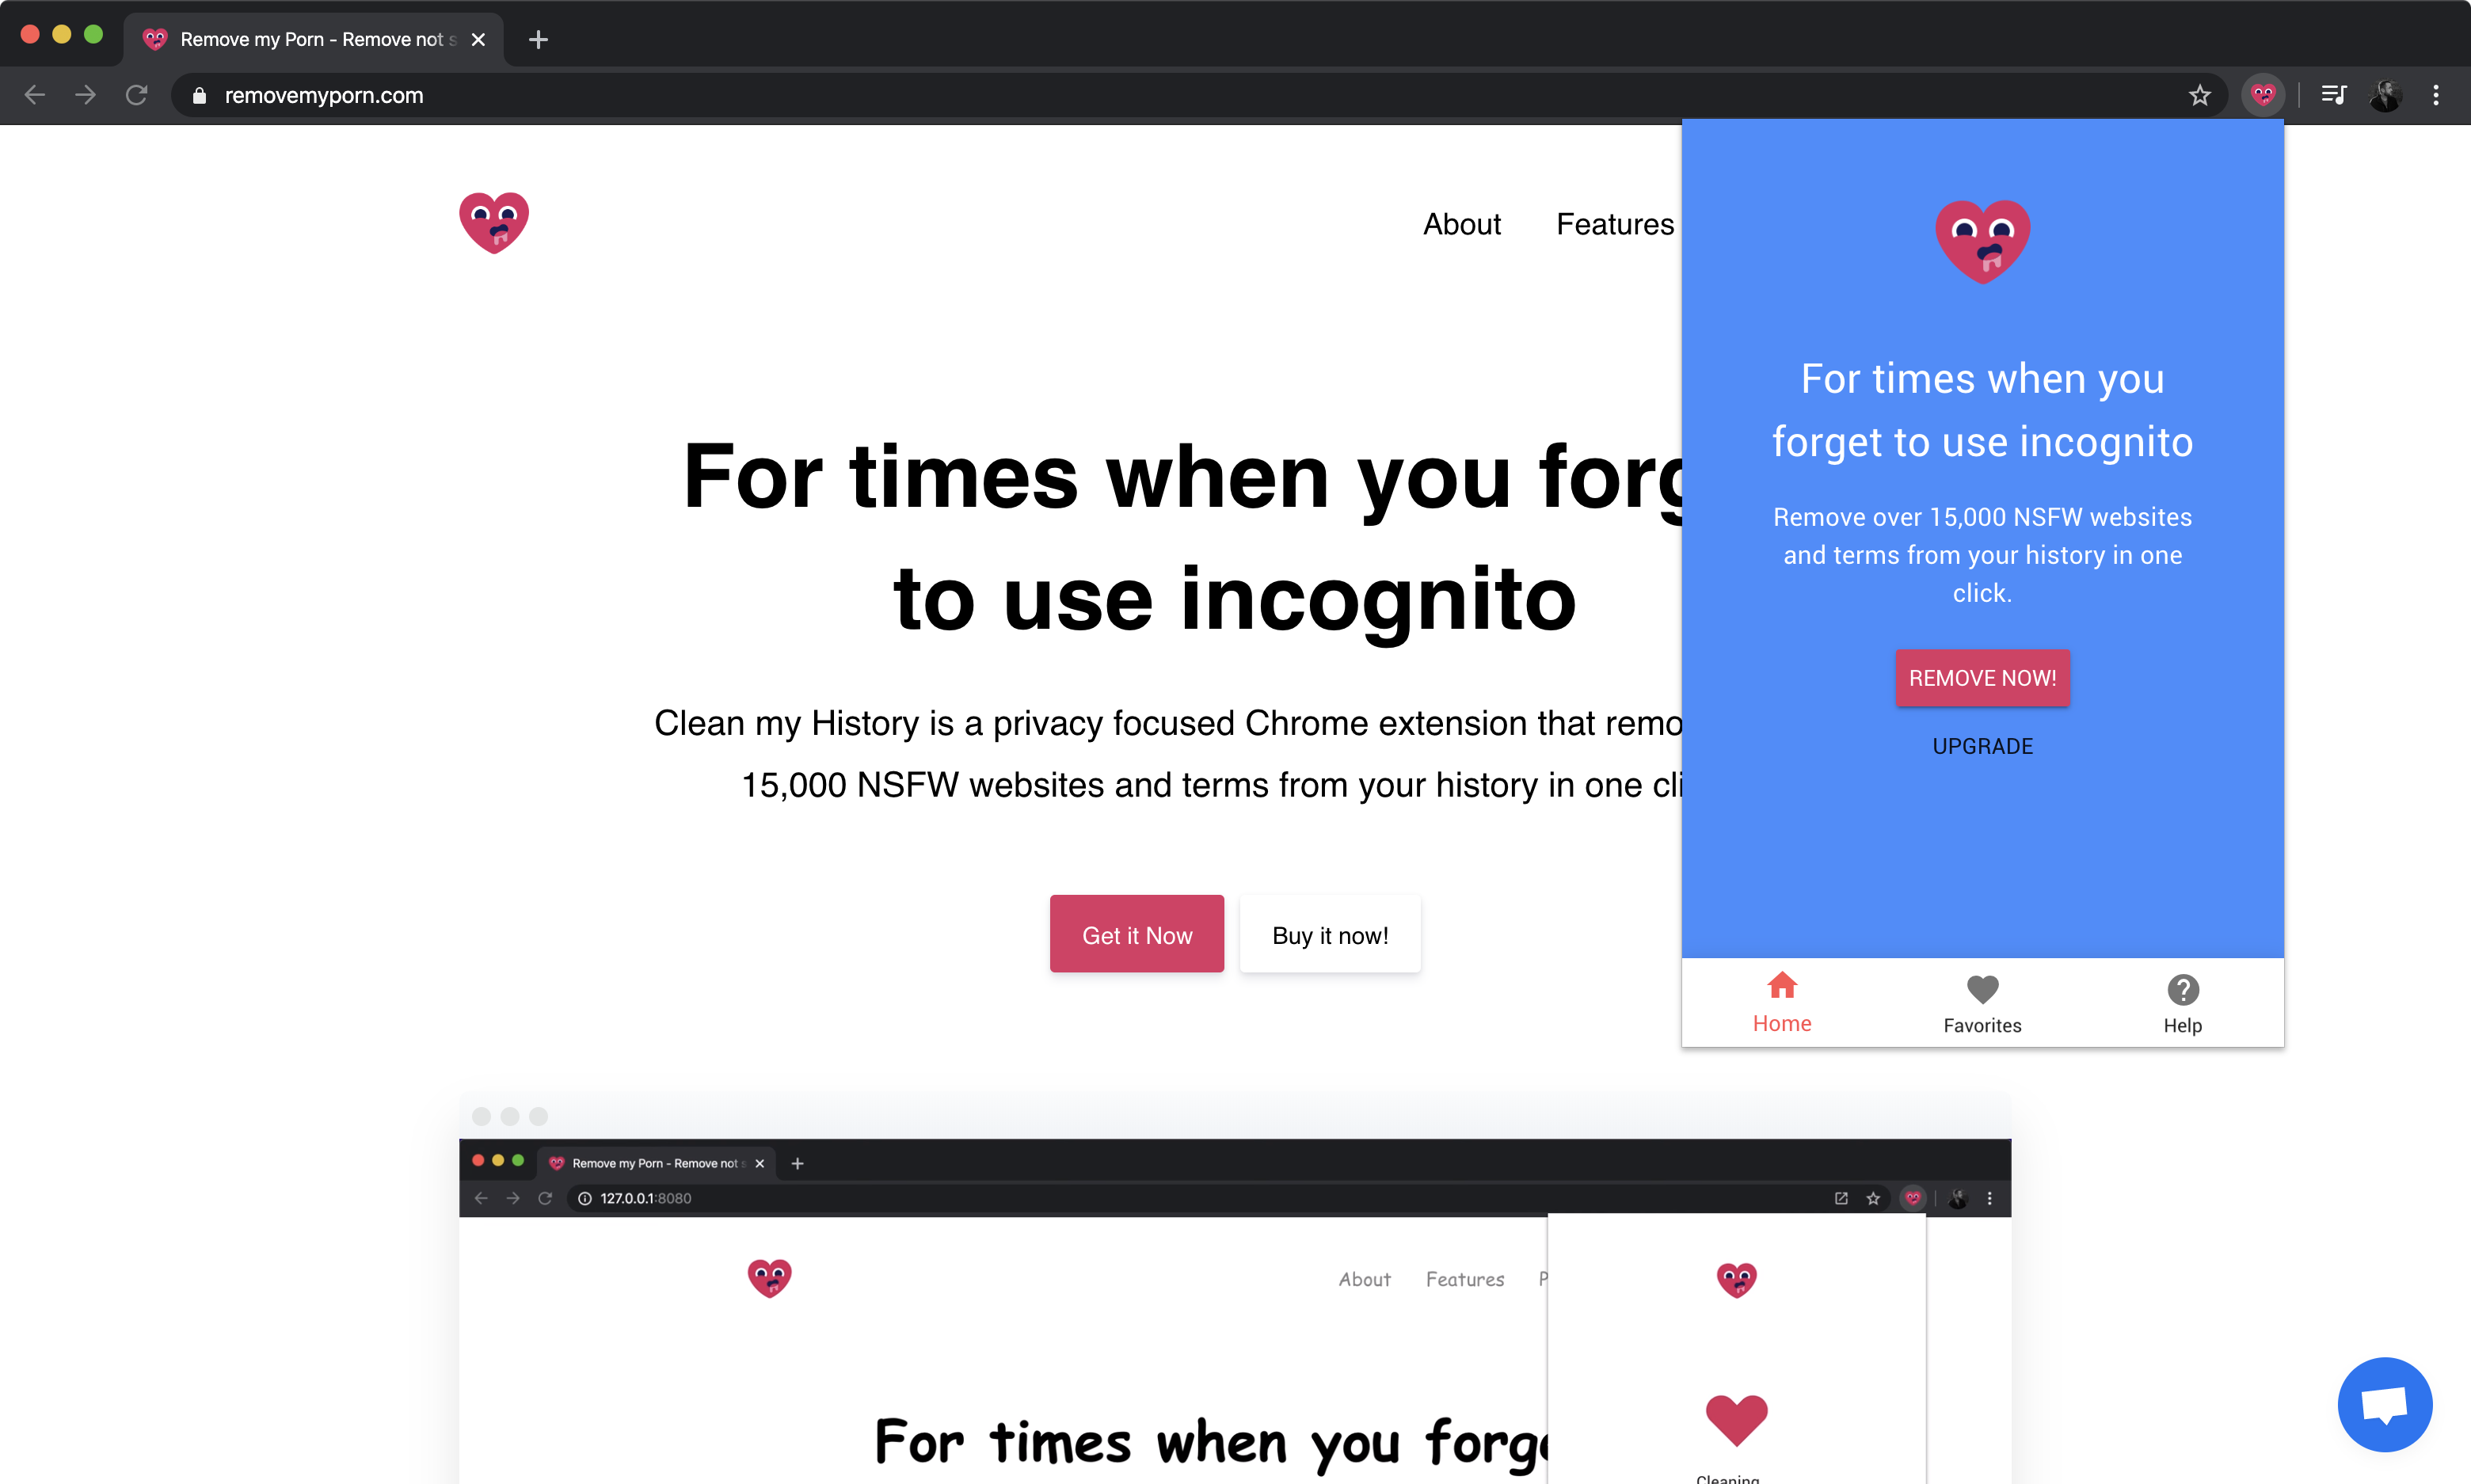 Remove my Porn - Remove not s
removemyporn.com
About Features
For times when you forg
to use incognito
Clean my History is a privacy focused Chrome extension that remo
15,000 NSFW websites and terms from your history in one cli
Get it Now Buy it now!
For times when you
forget to use incognito
Remove over 15,000 NSFW websites
and terms from your history in one
click.
REMOVE NOW!
UPGRADE
Home Favorites Help
Remove my Porn - Remove not s
127.0.0.1:8080
About Features P
For times when you forge
Cleaning